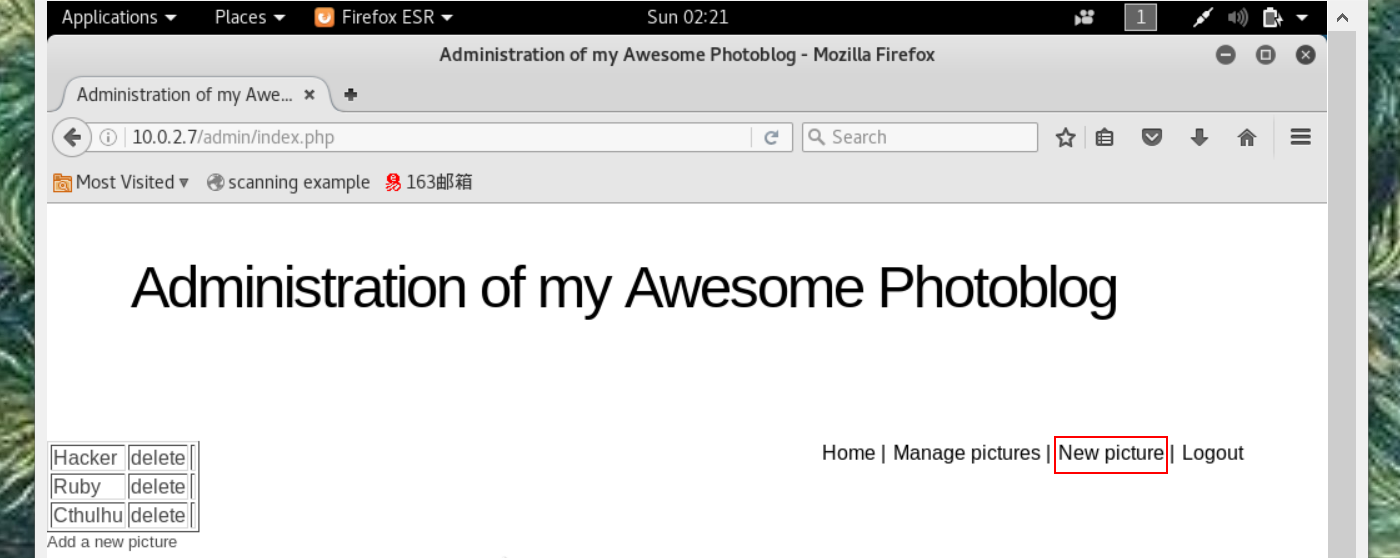 Applications Places Firefox ESR Sun 02:21 1
Administration of my Awesome Photoblog - Mozilla Firefox
Administration of my Awe...
10.0.2.7/admin/index.php Search
Most Visited scanning example 163邮箱
Administration of my Awesome Photoblog
Home | Manage pictures | New picture | Logout
Hacker delete
Ruby delete
Cthulhu delete
Add a new picture